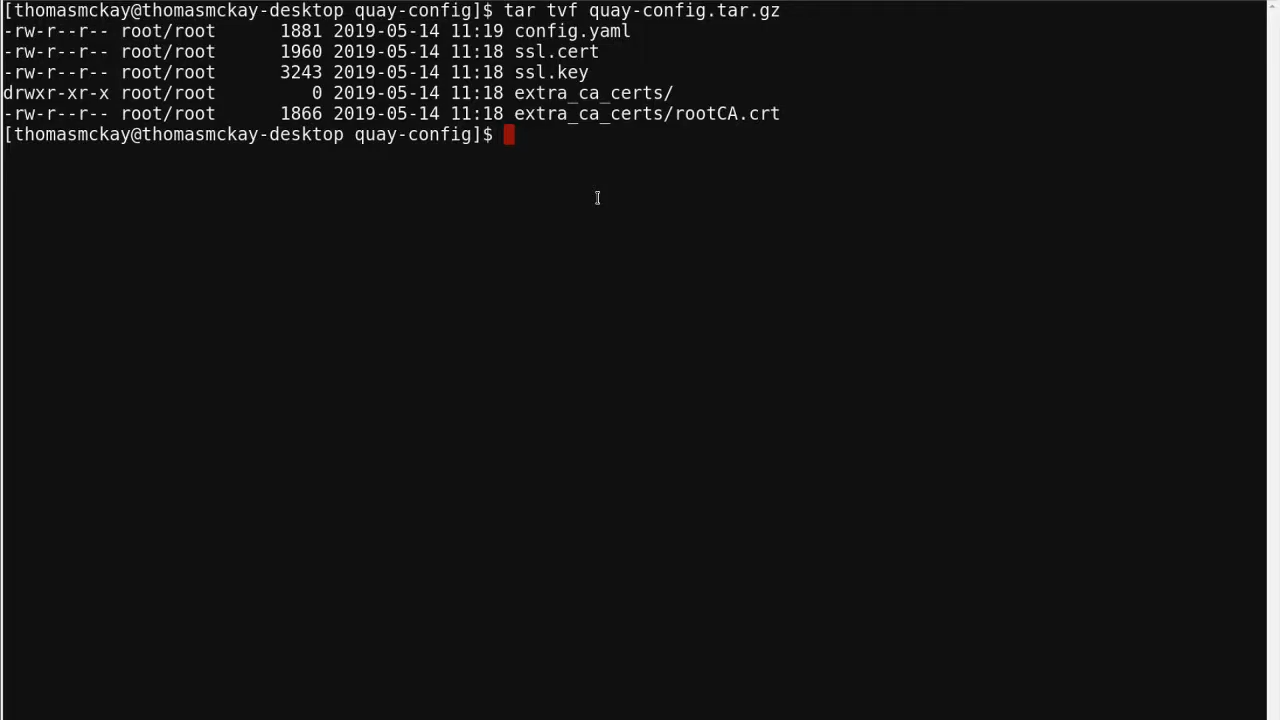 [thomasmckay@thomasmckay-desktop quay-config]$ tar tvf quay-config.tar.gz
-rw-r--r-- root/root      1881 2019-05-14 11:19 config.yaml
-rw-r--r-- root/root      1960 2019-05-14 11:18 ssl.cert
-rw-r--r-- root/root      3243 2019-05-14 11:18 ssl.key
drwxr-xr-x root/root         0 2019-05-14 11:18 extra_ca_certs/
-rw-r--r-- root/root      1866 2019-05-14 11:18 extra_ca_certs/rootCA.crt
[thomasmckay@thomasmckay-desktop quay-config]$